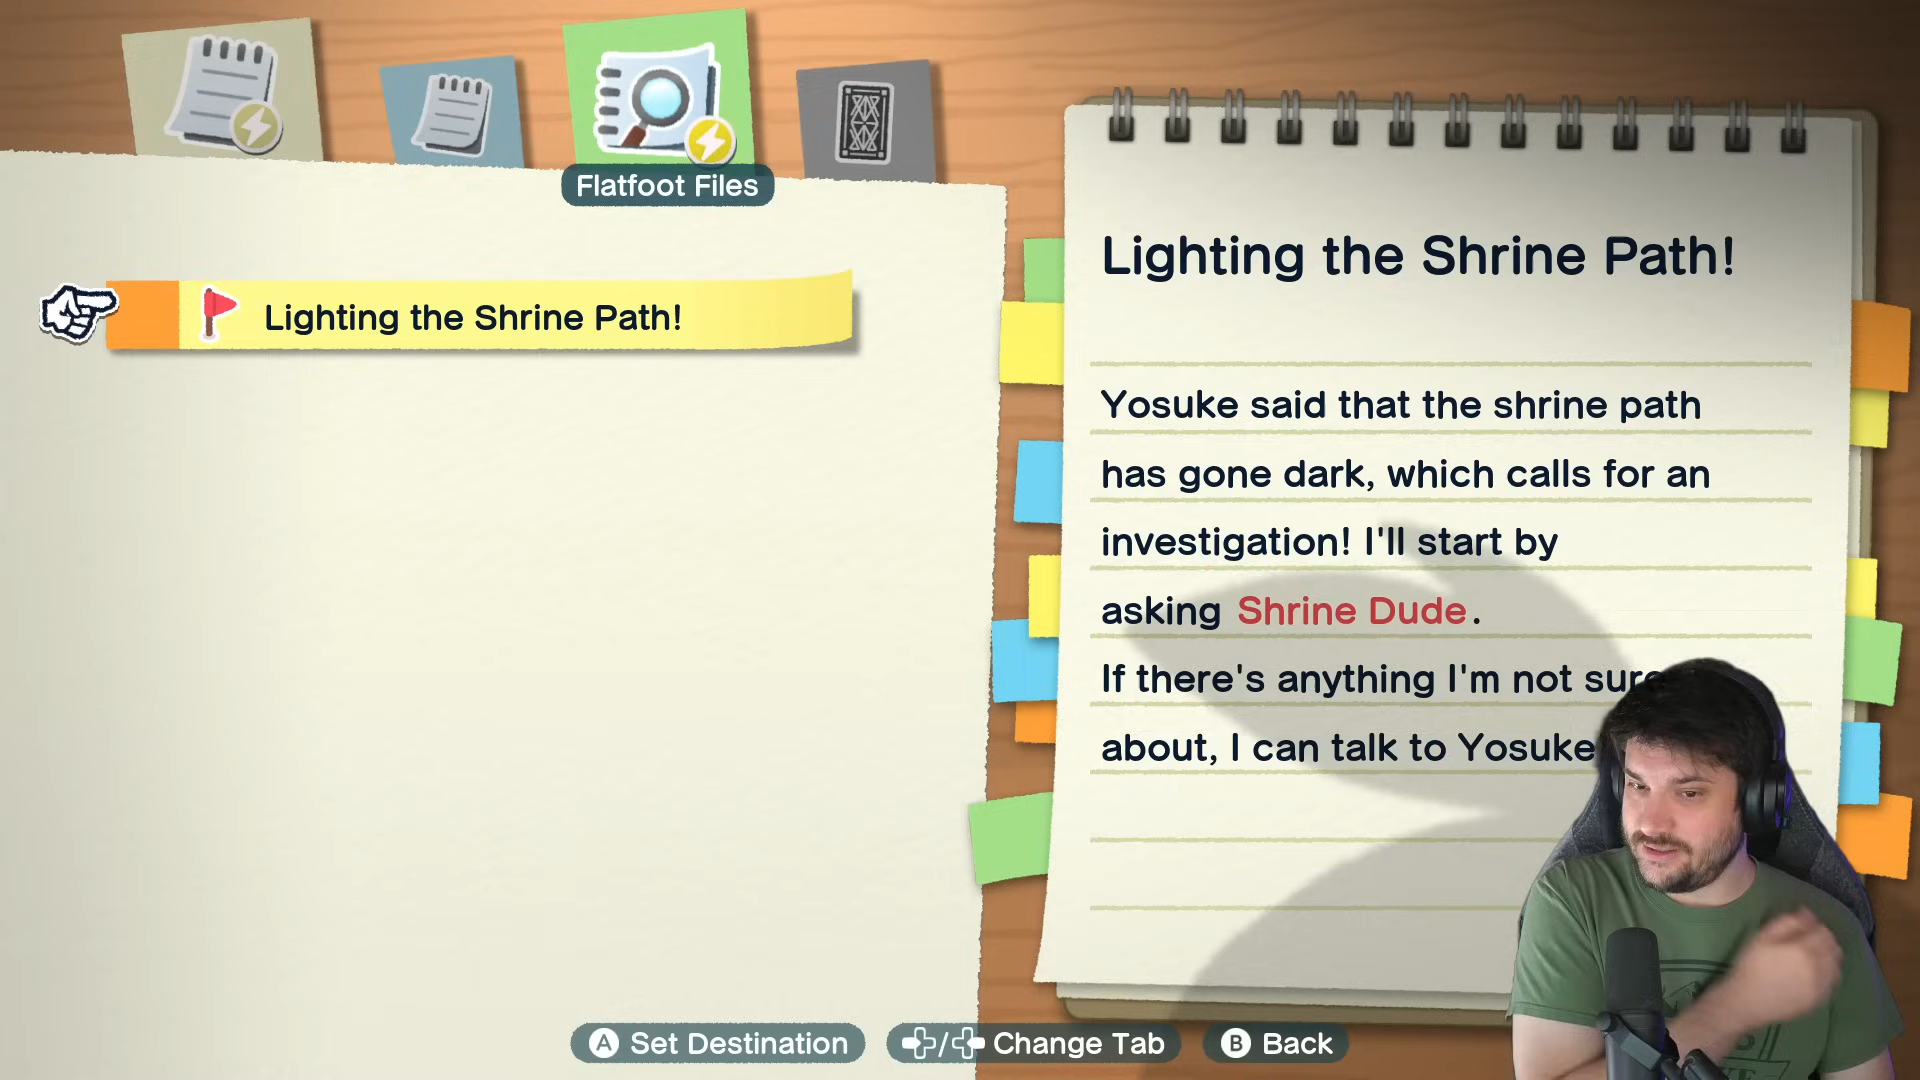 Flatfoot Files
Lighting the Shrine Path!
Lighting the Shrine Path!
Yosuke said that the shrine path
has gone dark, which calls for an
investigation! I'll start by
asking Shrine Dude.
If there's anything I'm not sure
about, I can talk to Yosuke
A Set Destination
/ Change Tab
B Back